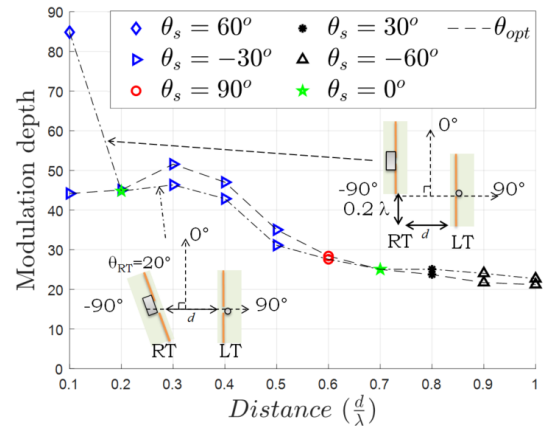 90
80
70
60
50
40
30
20
10
0
Modulation depth
θs = 60°
θs = −30°
θs = 90°
θs = 30°
θs = −60°
θs = 0°
θopt
0°
-90°
90°
0.2 λ
d
RT
LT
θRT=20°
0°
-90°
90°
d
RT
LT
0.1 0.2 0.3 0.4 0.5 0.6 0.7 0.8 0.9 1
Distance (d/λ)